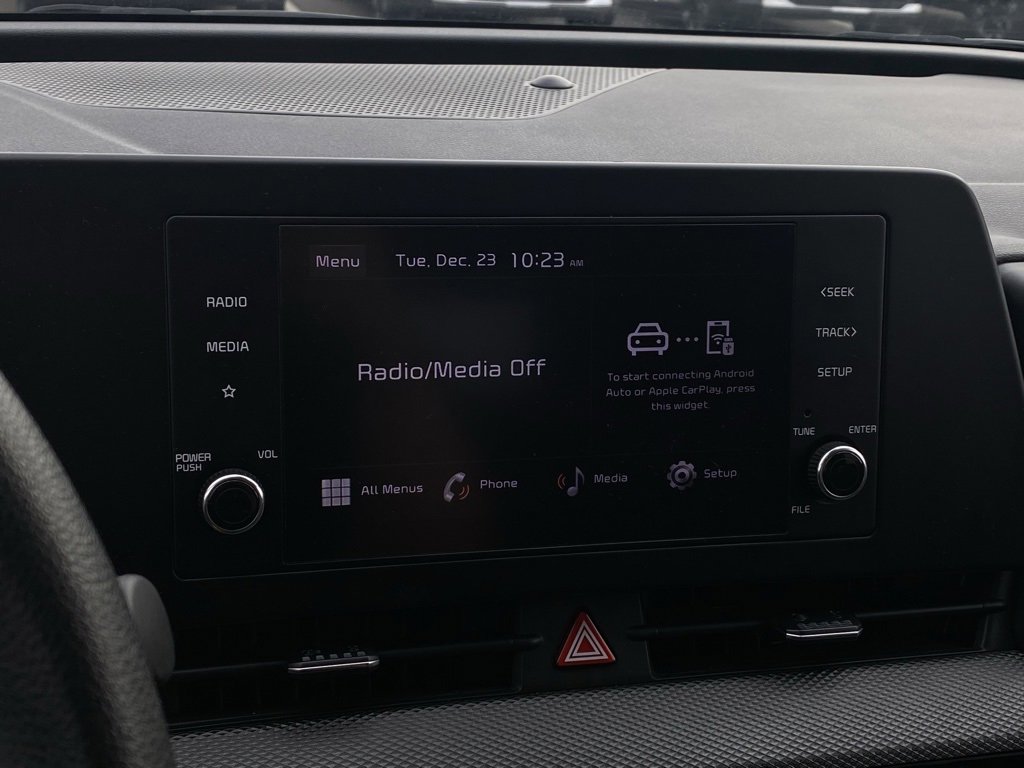 Menu
Tue, Dec. 23 10:23 AM
RADIO
MEDIA
POWER
PUSH
VOL
Radio/Media Off
To start connecting Android
Auto or Apple CarPlay, press
this widget.
All Menus
Phone
Media
Setup
<SEEK
TRACK>
SETUP
TUNE
ENTER
FILE